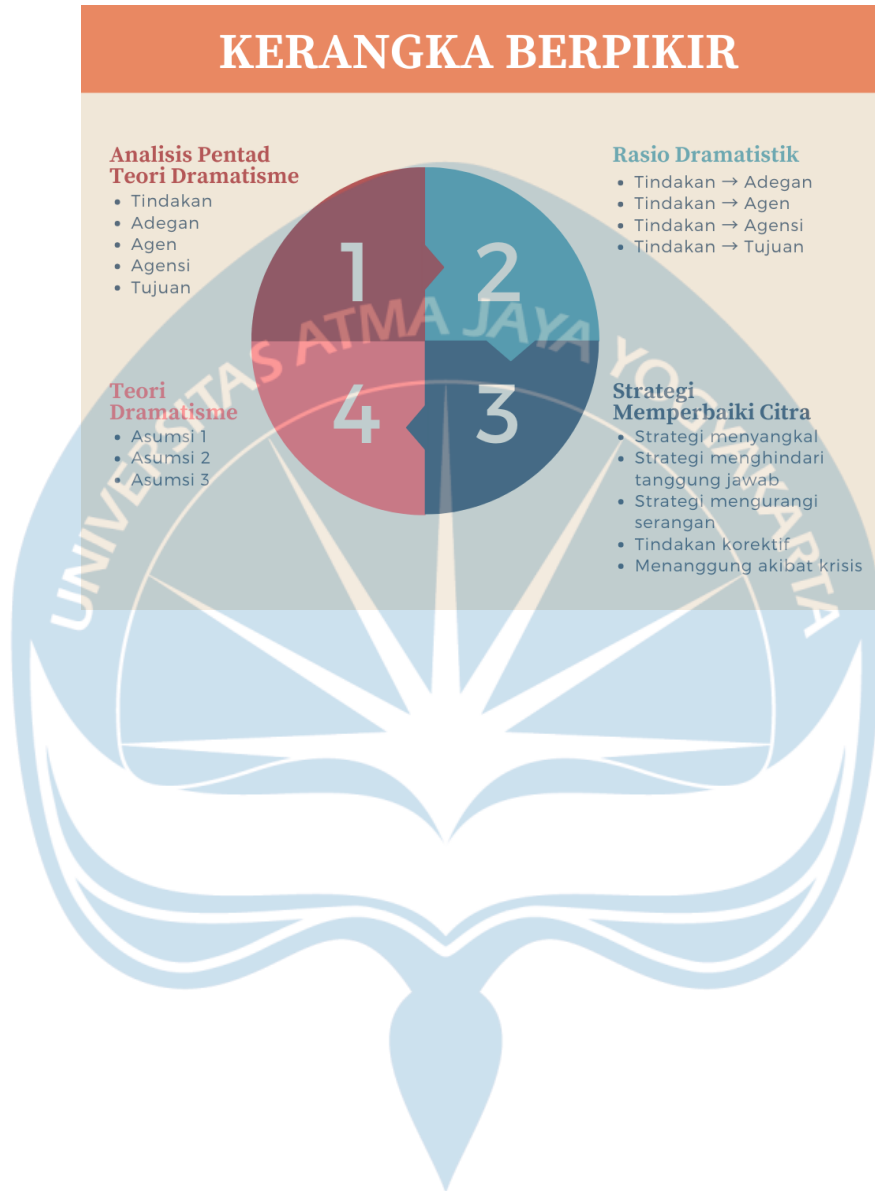 KERANGKA BERPIKIR
Analisis Pentad
Teori Dramatisme
• Tindakan
• Adegan
• Agen
• Agensi
• Tujuan
1
2
Rasio Dramatistik
• Tindakan → Adegan
• Tindakan → Agen
• Tindakan → Agensi
• Tindakan → Tujuan
UNIVERSITAS ATMA JAYA YOGYAKARTA
Teori
Dramatisme
• Asumsi 1
• Asumsi 2
• Asumsi 3
4
3
Strategi
Memperbaiki Citra
• Strategi menyangkal
• Strategi menghindari
tanggung jawab
• Strategi mengurangi
serangan
• Tindakan korektif
• Menanggung akibat krisis